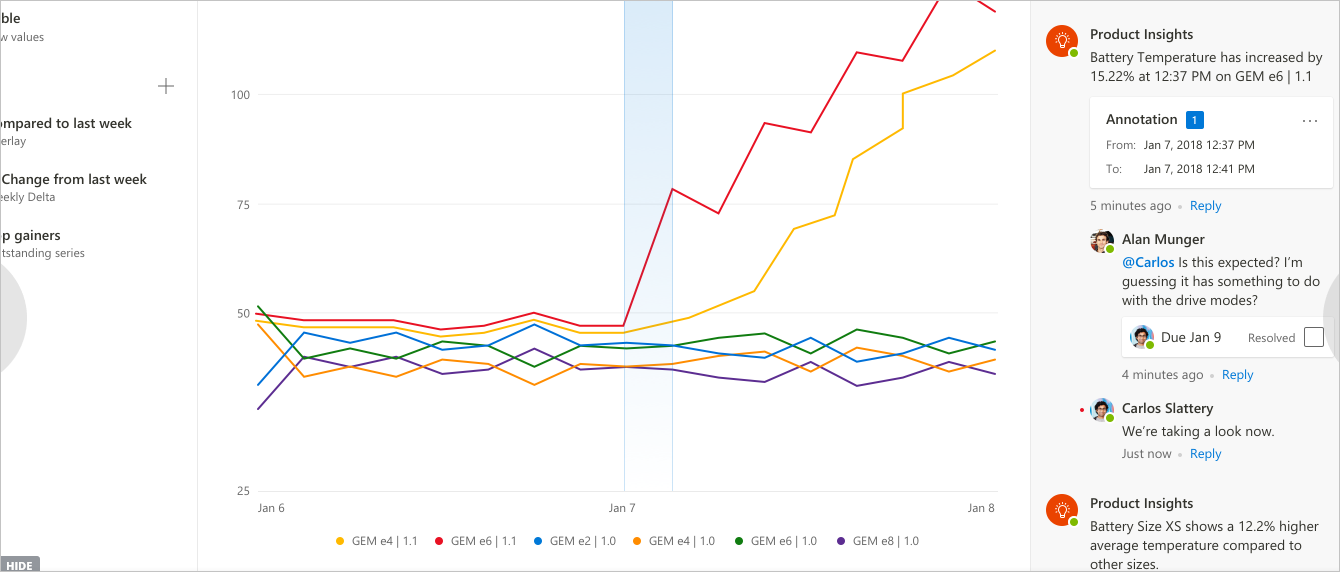 ble
w values
ompared to last week
erlay
Change from last week
eekly Delta
p gainers
tstanding series
HIDE
100
75
50
25
Jan 6
Jan 7
Jan 8
GEM e4 | 1.1
GEM e6 | 1.1
GEM e2 | 1.0
GEM e4 | 1.0
GEM e6 | 1.0
GEM e8 | 1.0
Product Insights
Battery Temperature has increased by
15.22% at 12:37 PM on GEM e6 | 1.1
Annotation 1 ...
From: Jan 7, 2018 12:37 PM
To: Jan 7, 2018 12:41 PM
5 minutes ago • Reply
Alan Munger
@Carlos Is this expected? I’m
guessing it has something to do
with the drive modes?
Due Jan 9 Resolved
4 minutes ago • Reply
Carlos Slattery
We’re taking a look now.
Just now • Reply
Product Insights
Battery Size XS shows a 12.2% higher
average temperature compared to
other sizes.